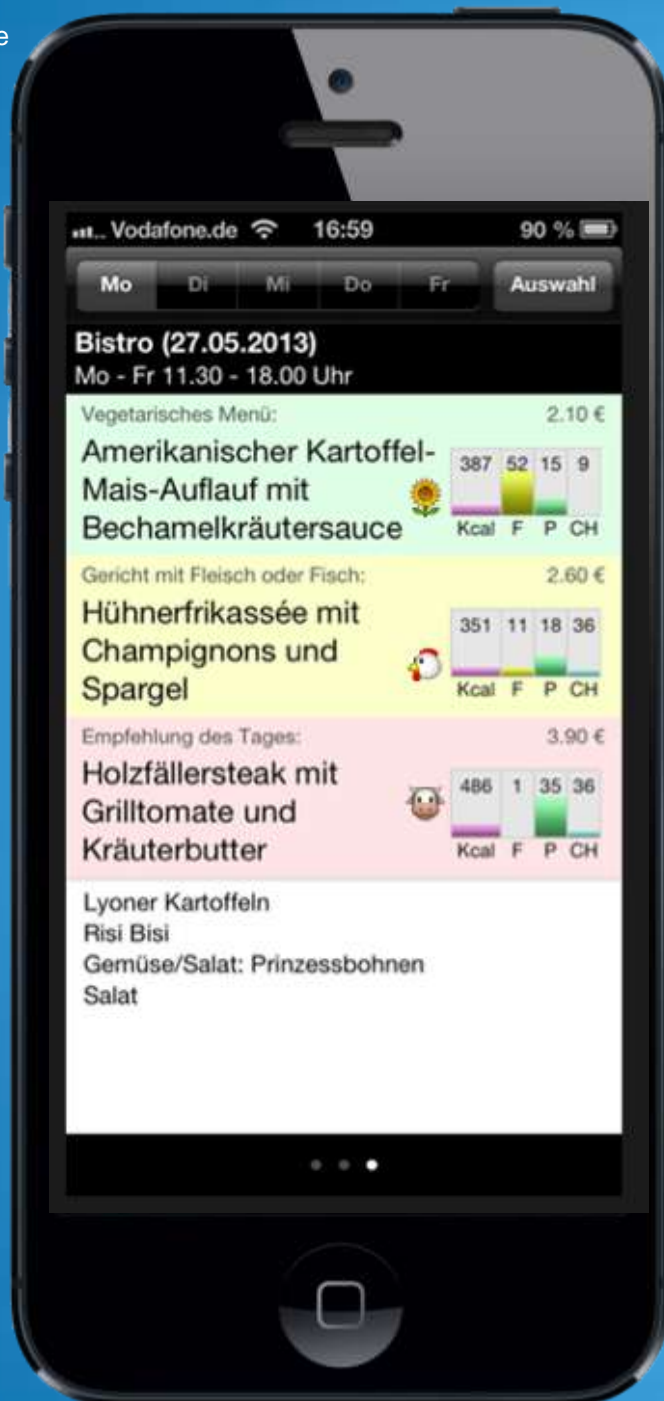 e
Vodafone.de 16:59 90 %
Mo Di Mi Do Fr Auswahl
Bistro (27.05.2013)
Mo - Fr 11.30 - 18.00 Uhr
Vegetarisches Menü: 2.10 €
Amerikanischer Kartoffel-
Mais-Auflauf mit
Bechamelkräutersauce
387 52 15 9
Kcal F P CH
Gericht mit Fleisch oder Fisch: 2.60 €
Hühnerfrikassée mit
Champignons und
Spargel
351 11 18 36
Kcal F P CH
Empfehlung des Tages: 3.90 €
Holzfällersteak mit
Grilltomate und
Kräuterbutter
486 1 35 36
Kcal F P CH
Lyoner Kartoffeln
Risi Bisi
Gemüse/Salat: Prinzessbohnen
Salat